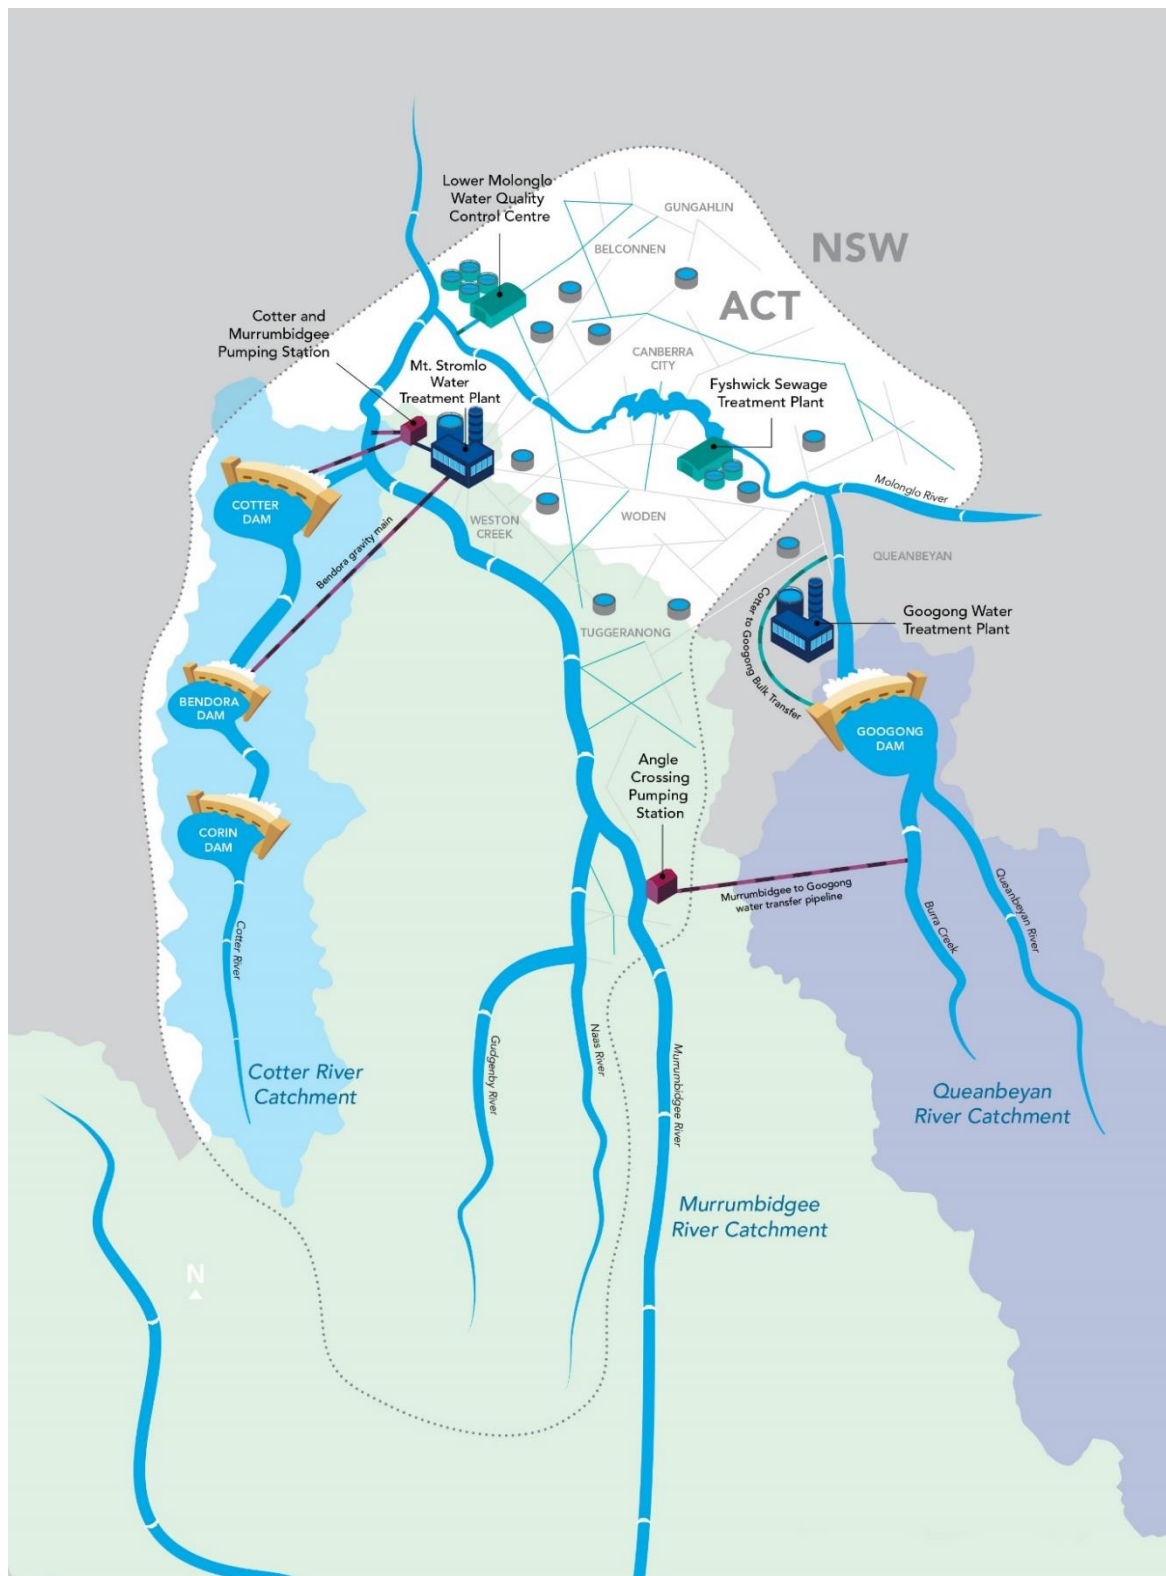 Lower Molonglo
Water Quality
Control Centre
GUNGAHLIN
BELCONNEN
NSW
ACT
Cotter and
Murrumbidgee
Pumping Station
Mt. Stromlo
Water
Treatment Plant
CANBERRA
CITY
Fyshwick Sewage
Treatment Plant
COTTER
DAM
Molonglo River
WESTON
CREEK
WODEN
Bendora gravity main
QUEANBEYAN
Cotter to Googong Bulk Transfer
Googong Water
Treatment Plant
TUGGERANONG
BENDORA
DAM
GOOGONG
DAM
Angle
Crossing
Pumping
Station
CORIN
DAM
Murrumbidgee to Googong
water transfer pipeline
Cotter River
Burra Creek
Queanbeyan River
Gudgenby River
Naas River
Murrumbidgee River
Cotter River
Catchment
Queanbeyan
River Catchment
Murrumbidgee
River Catchment
N